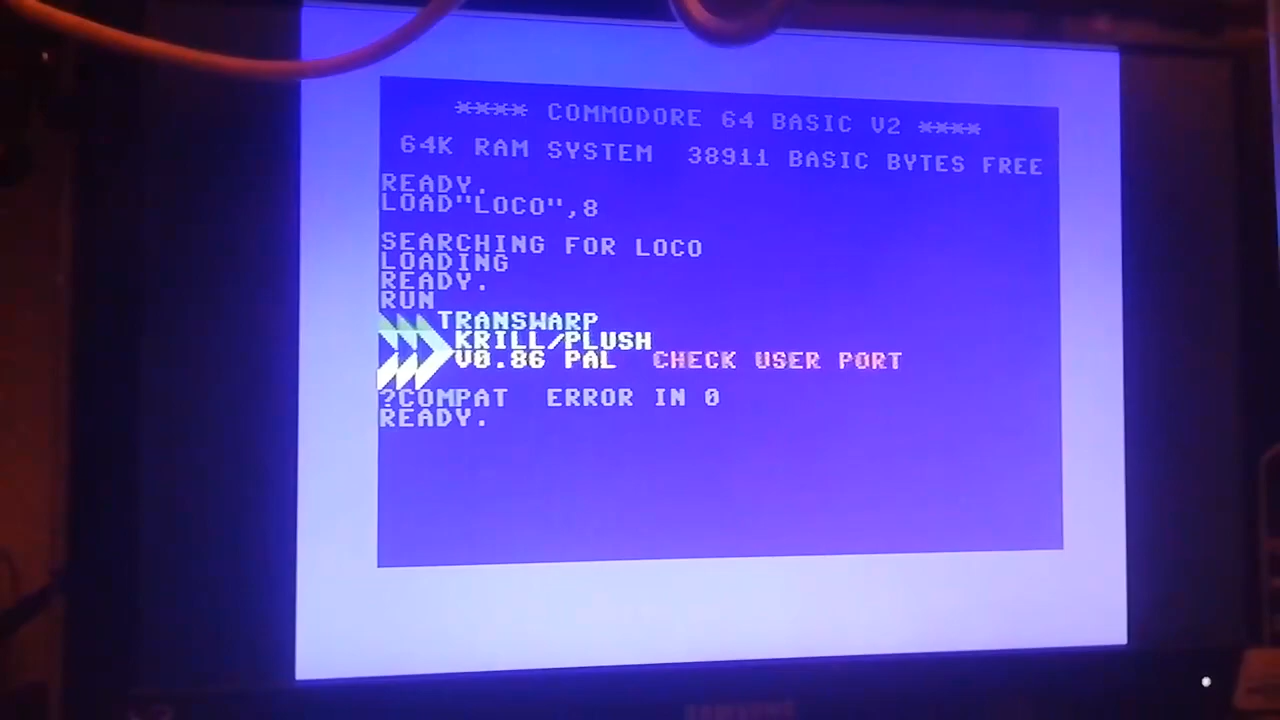 **** COMMODORE 64 BASIC V2 ****
64K RAM SYSTEM  38911 BASIC BYTES FREE
READY.
LOAD"LOCO",8
SEARCHING FOR LOCO
LOADING
READY.
RUN
TRANSWARP
KRILL/PLUSH
V0.86 PAL  CHECK USER PORT
?COMPAT  ERROR IN 0
READY.